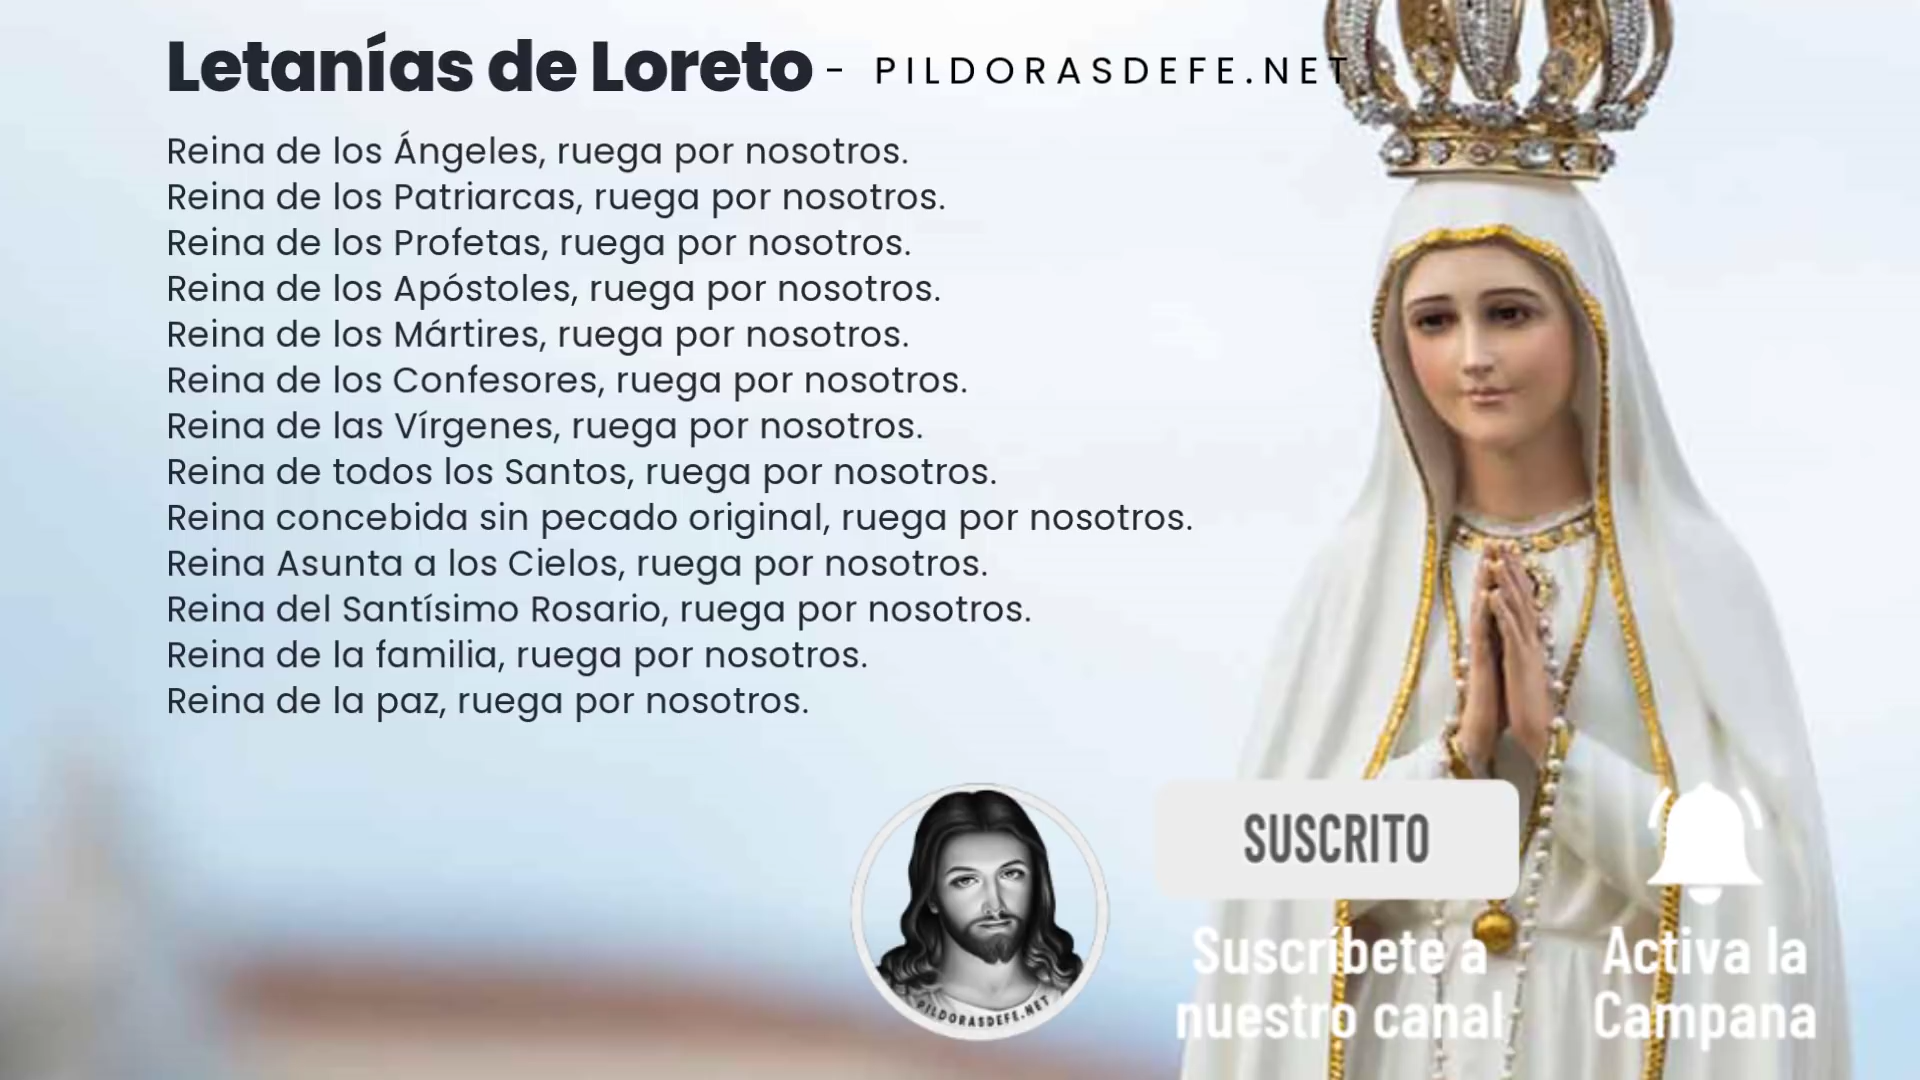 Letanías de Loreto - PILDORASDEFE.NET
Reina de los Ángeles, ruega por nosotros.
Reina de los Patriarcas, ruega por nosotros.
Reina de los Profetas, ruega por nosotros.
Reina de los Apóstoles, ruega por nosotros.
Reina de los Mártires, ruega por nosotros.
Reina de los Confesores, ruega por nosotros.
Reina de las Vírgenes, ruega por nosotros.
Reina de todos los Santos, ruega por nosotros.
Reina concebida sin pecado original, ruega por nosotros.
Reina Asunta a los Cielos, ruega por nosotros.
Reina del Santísimo Rosario, ruega por nosotros.
Reina de la familia, ruega por nosotros.
Reina de la paz, ruega por nosotros.
PILDORASDEFE.NET
SUSCRITO
Suscríbete a
nuestro canal
Activa la
Campana